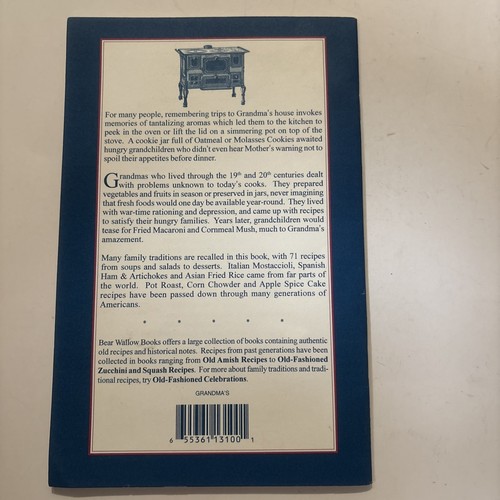 For many people, remembering trips to Grandma's house invokes
memories of tantalizing aromas which led them to the kitchen to
peek in the oven or lift the lid on a simmering pot on top of the
stove. A cookie jar full of Oatmeal or Molasses Cookies awaited
hungry grandchildren who didn't even hear Mother's warning not to
spoil their appetites before dinner.
Grandmas who lived through the 19th and 20th centuries dealt
with problems unknown to today's cooks. They prepared
vegetables and fruits in season or preserved in jars, never imagining
that fresh foods would one day be available year-round. They lived
with war-time rationing and depression, and came up with recipes
to satisfy their hungry families. Years later, grandchildren would
tease for Fried Macaroni and Cornmeal Mush, much to Grandma's
amazement.
Many family traditions are recalled in this book, with 71 recipes
from soups and salads to desserts. Italian Mostaccioli, Spanish
Ham & Artichokes and Asian Fried Rice came from far parts of
the world. Pot Roast, Corn Chowder and Apple Spice Cake
recipes have been passed down through many generations of
Americans.
* * * * *
Bear Wallow Books offers a large collection of books containing authentic
old recipes and historical notes. Recipes from past generations have been
collected in books ranging from Old Amish Recipes to Old-Fashioned
Zucchini and Squash Recipes. For more about family traditions and tradi-
tional recipes, try Old-Fashioned Celebrations.
GRANDMA'S
6 55361 13100 1